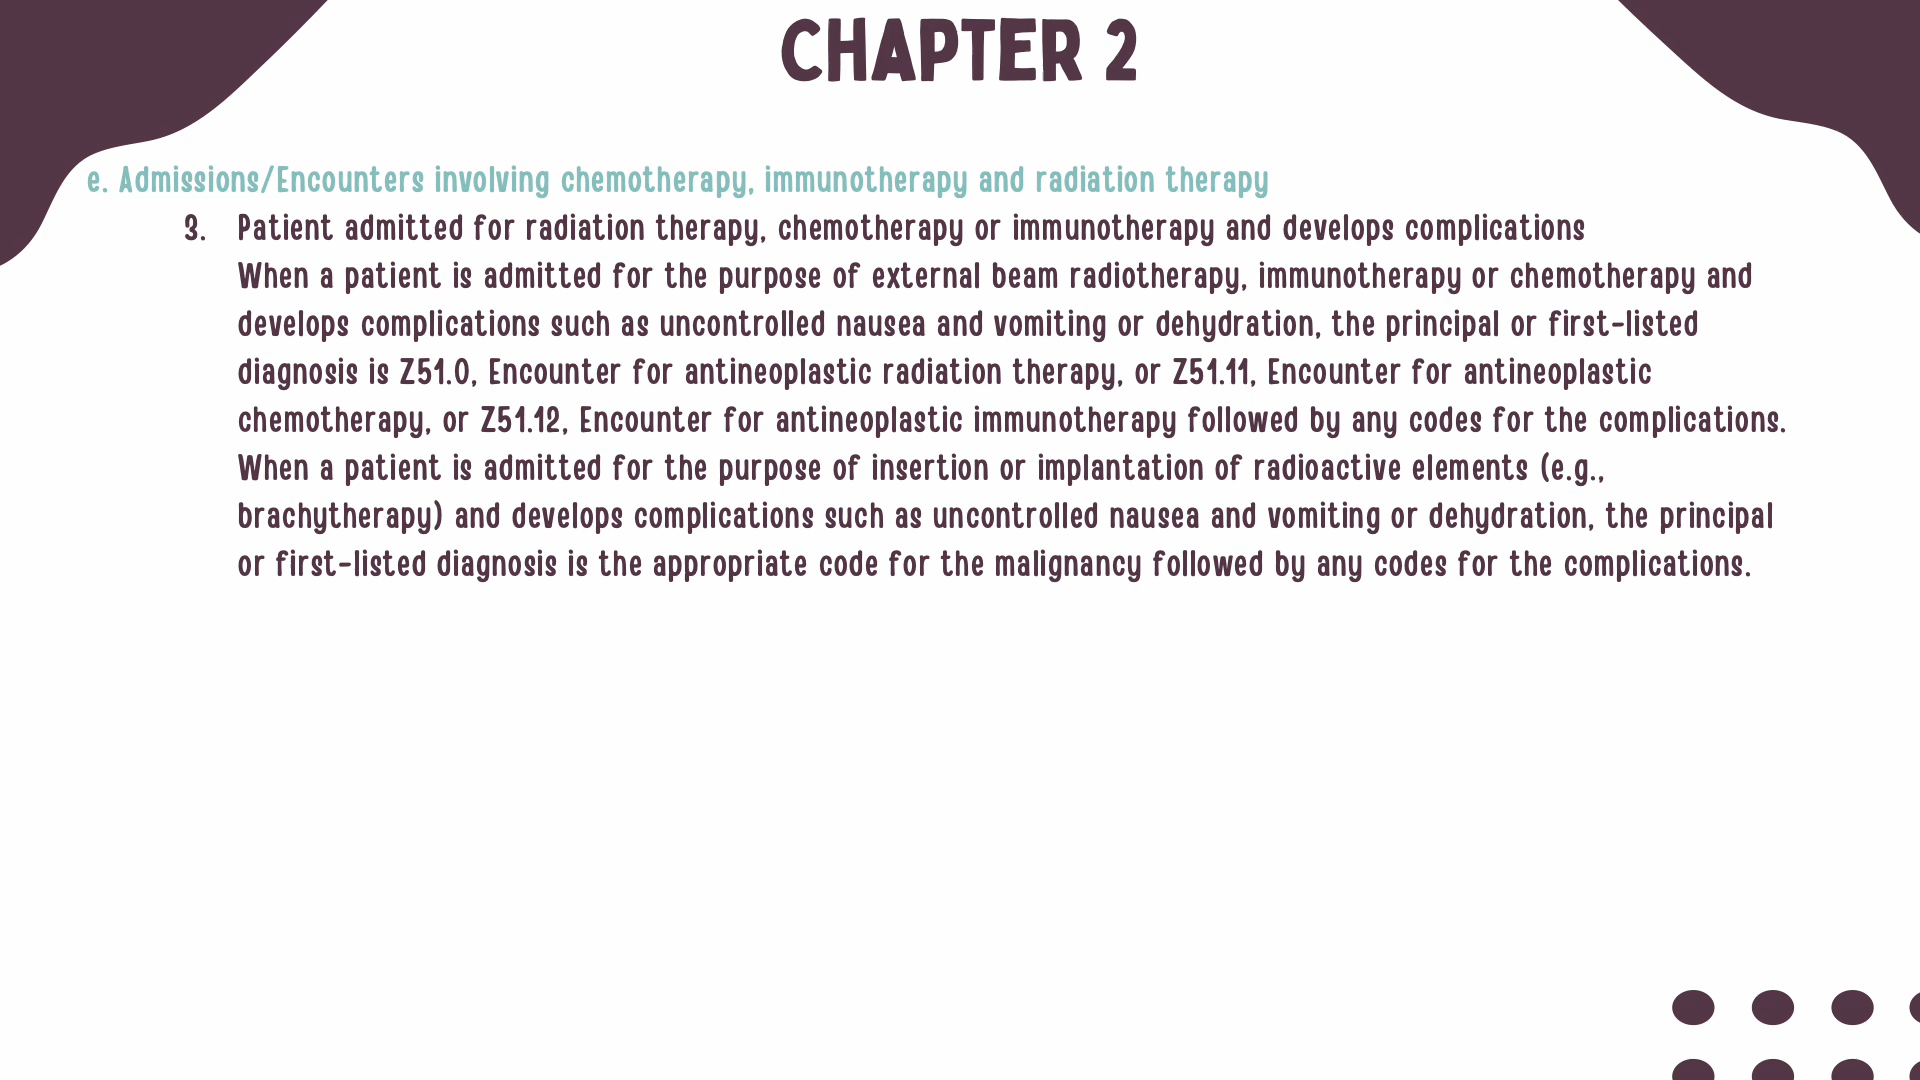 CHAPTER 2
e. Admissions/Encounters involving chemotherapy, immunotherapy and radiation therapy
3. Patient admitted for radiation therapy, chemotherapy or immunotherapy and develops complications
When a patient is admitted for the purpose of external beam radiotherapy, immunotherapy or chemotherapy and
develops complications such as uncontrolled nausea and vomiting or dehydration, the principal or first-listed
diagnosis is Z51.0, Encounter for antineoplastic radiation therapy, or Z51.11, Encounter for antineoplastic
chemotherapy, or Z51.12, Encounter for antineoplastic immunotherapy followed by any codes for the complications.
When a patient is admitted for the purpose of insertion or implantation of radioactive elements (e.g.,
brachytherapy) and develops complications such as uncontrolled nausea and vomiting or dehydration, the principal
or first-listed diagnosis is the appropriate code for the malignancy followed by any codes for the complications.